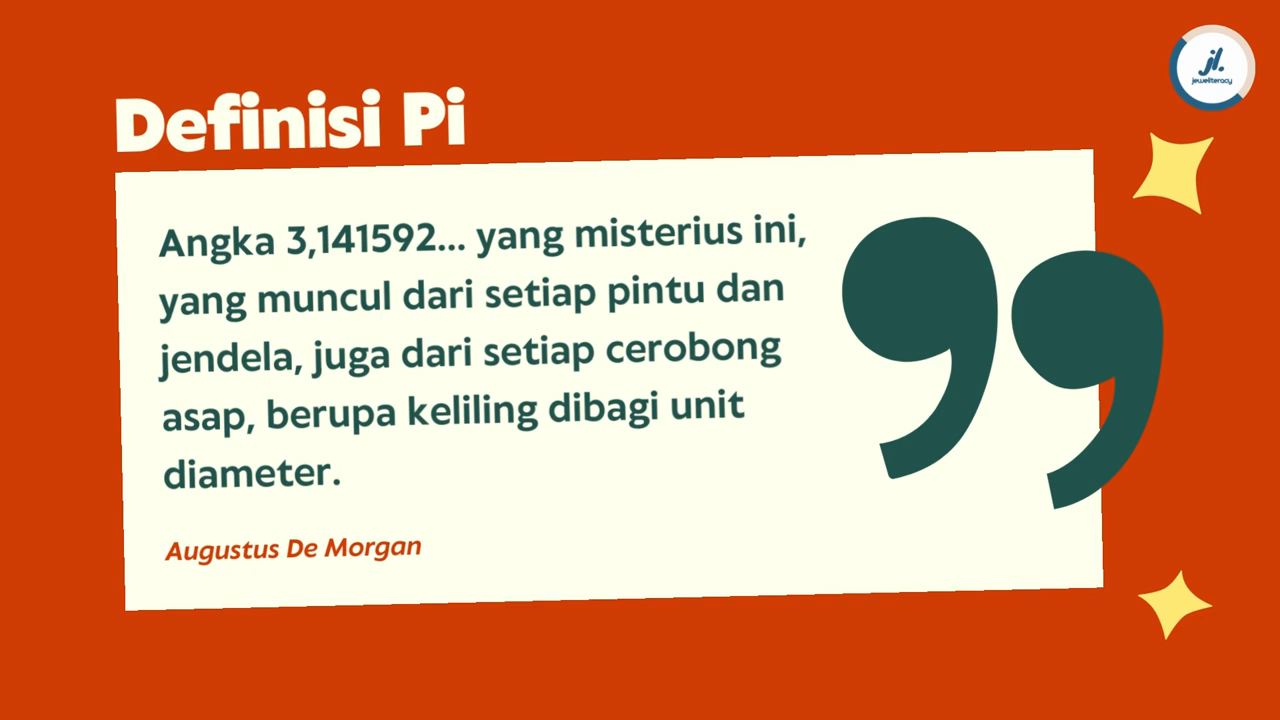 jl.
jeweliteracy
Definisi Pi
Angka 3,141592... yang misterius ini,
yang muncul dari setiap pintu dan
jendela, juga dari setiap cerobong
asap, berupa keliling dibagi unit
diameter.
Augustus De Morgan